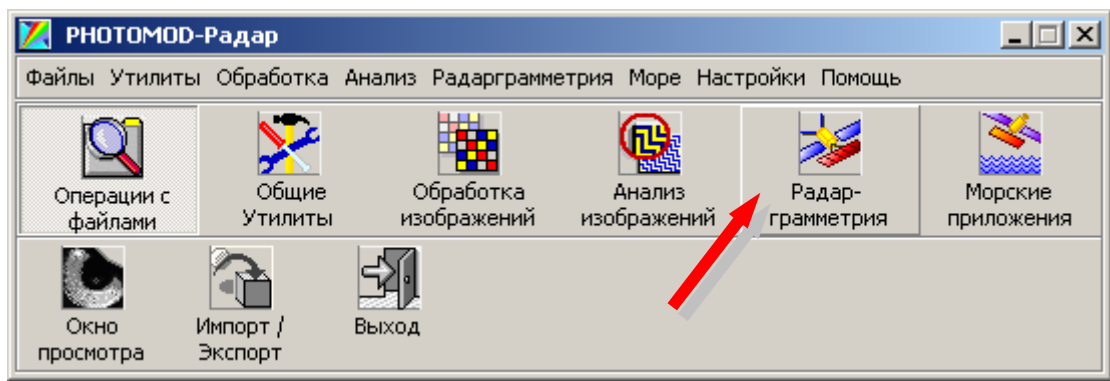 PHOTOMOD-Радар
Файлы Утилиты Обработка Анализ Радарграмметрия Море Настройки Помощь
Операции с
файлами
Общие
Утилиты
Обработка
изображений
Анализ
изображений
Радар-
грамметрия
Морские
приложения
Окно
просмотра
Импорт /
Экспорт
Выход